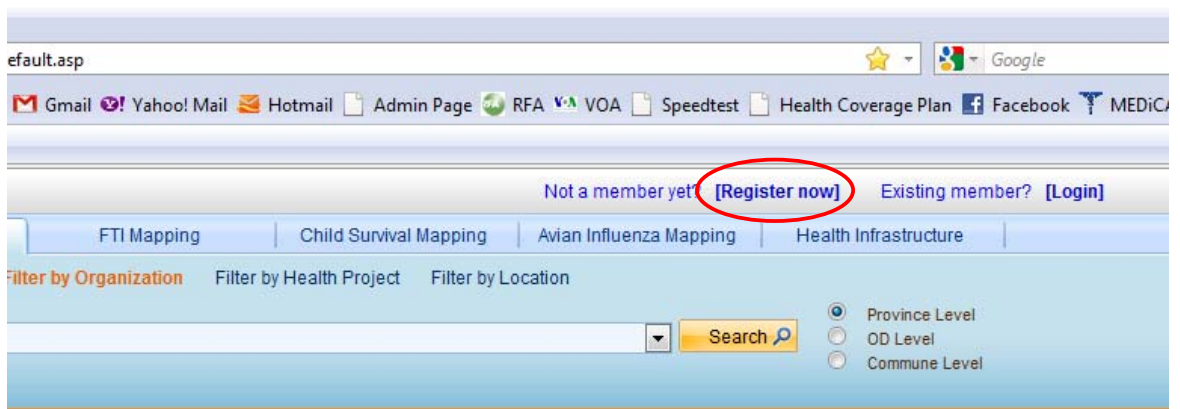 efault.asp Google
Gmail Yahoo! Mail Hotmail Admin Page RFA VOA Speedtest Health Coverage Plan Facebook MEDiCA
Not a member yet? [Register now] Existing member? [Login]
FTI Mapping Child Survival Mapping Avian Influenza Mapping Health Infrastructure
Filter by Organization Filter by Health Project Filter by Location
Search Province Level
OD Level
Commune Level